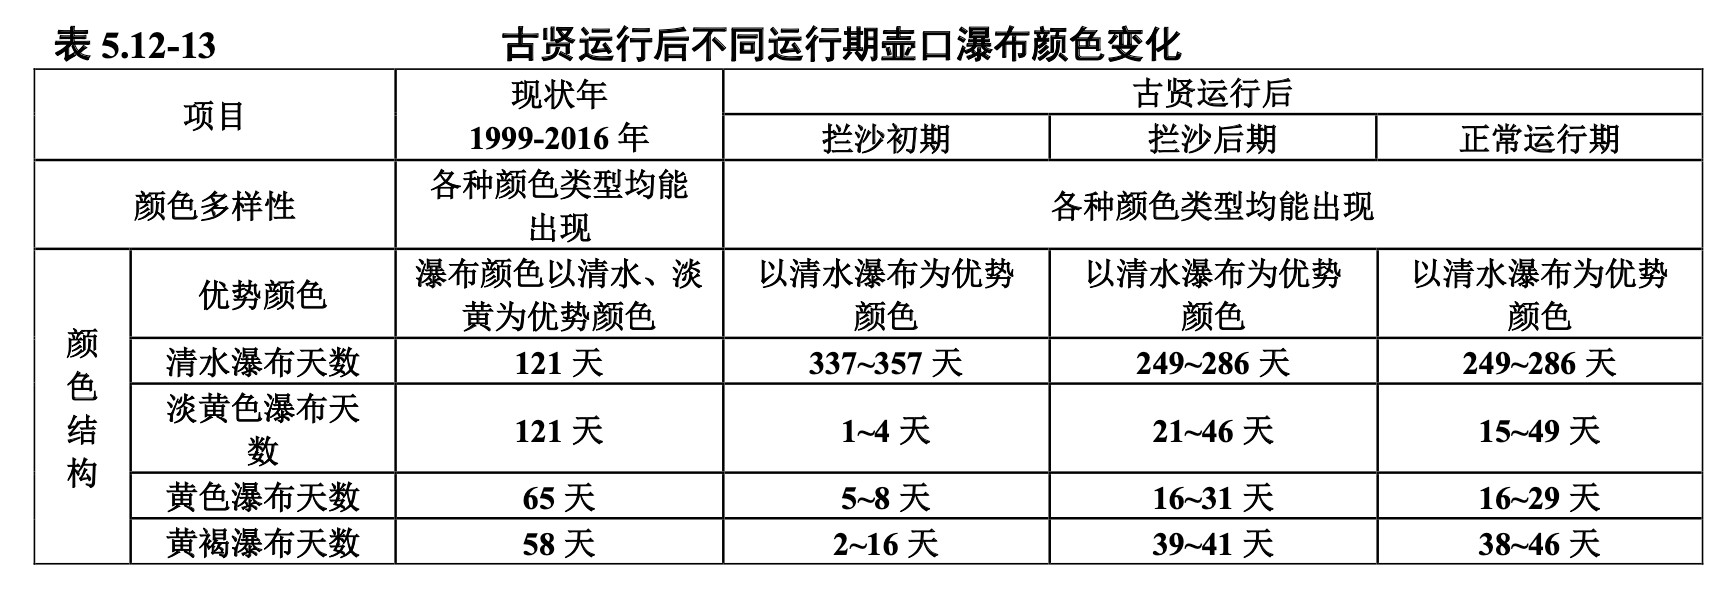 表 5.12-13 古贤运行后不同运行期壶口瀑布颜色变化
项目 现状年 1999-2016 年 古贤运行后
拦沙初期 拦沙后期 正常运行期
颜色多样性 各种颜色类型均能出现 各种颜色类型均能出现
颜色结构 优势颜色 瀑布颜色以清水、淡黄为优势颜色 以清水瀑布为优势颜色 以清水瀑布为优势颜色 以清水瀑布为优势颜色
清水瀑布天数 121 天 337~357 天 249~286 天 249~286 天
淡黄色瀑布天数 121 天 1~4 天 21~46 天 15~49 天
黄色瀑布天数 65 天 5~8 天 16~31 天 16~29 天
黄褐瀑布天数 58 天 2~16 天 39~41 天 38~46 天